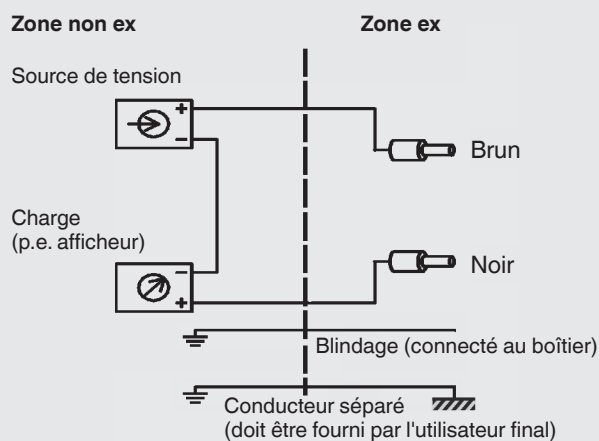 Zone non ex
Zone ex
Source de tension
+
−
Brun
Charge
(p.e. afficheur)
−
+
Noir
Blindage (connecté au boîtier)
Conducteur séparé
(doit être fourni par l'utilisateur final)